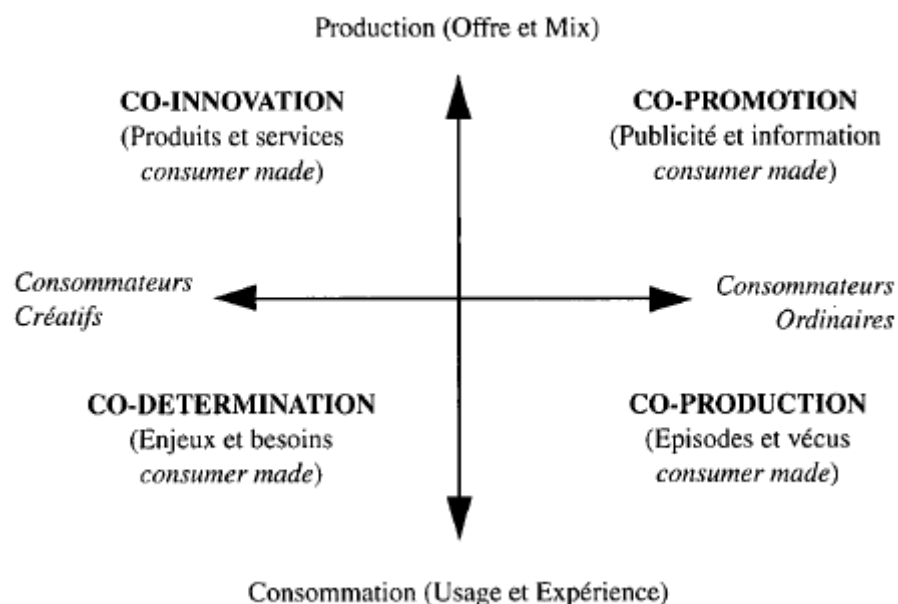 Production (Offre et Mix)
CO-INNOVATION
(Produits et services
consumer made)
CO-PROMOTION
(Publicité et information
consumer made)
Consommateurs
Créatifs
Consommateurs
Ordinaires
CO-DETERMINATION
(Enjeux et besoins
consumer made)
CO-PRODUCTION
(Episodes et vécus
consumer made)
Consommation (Usage et Expérience)